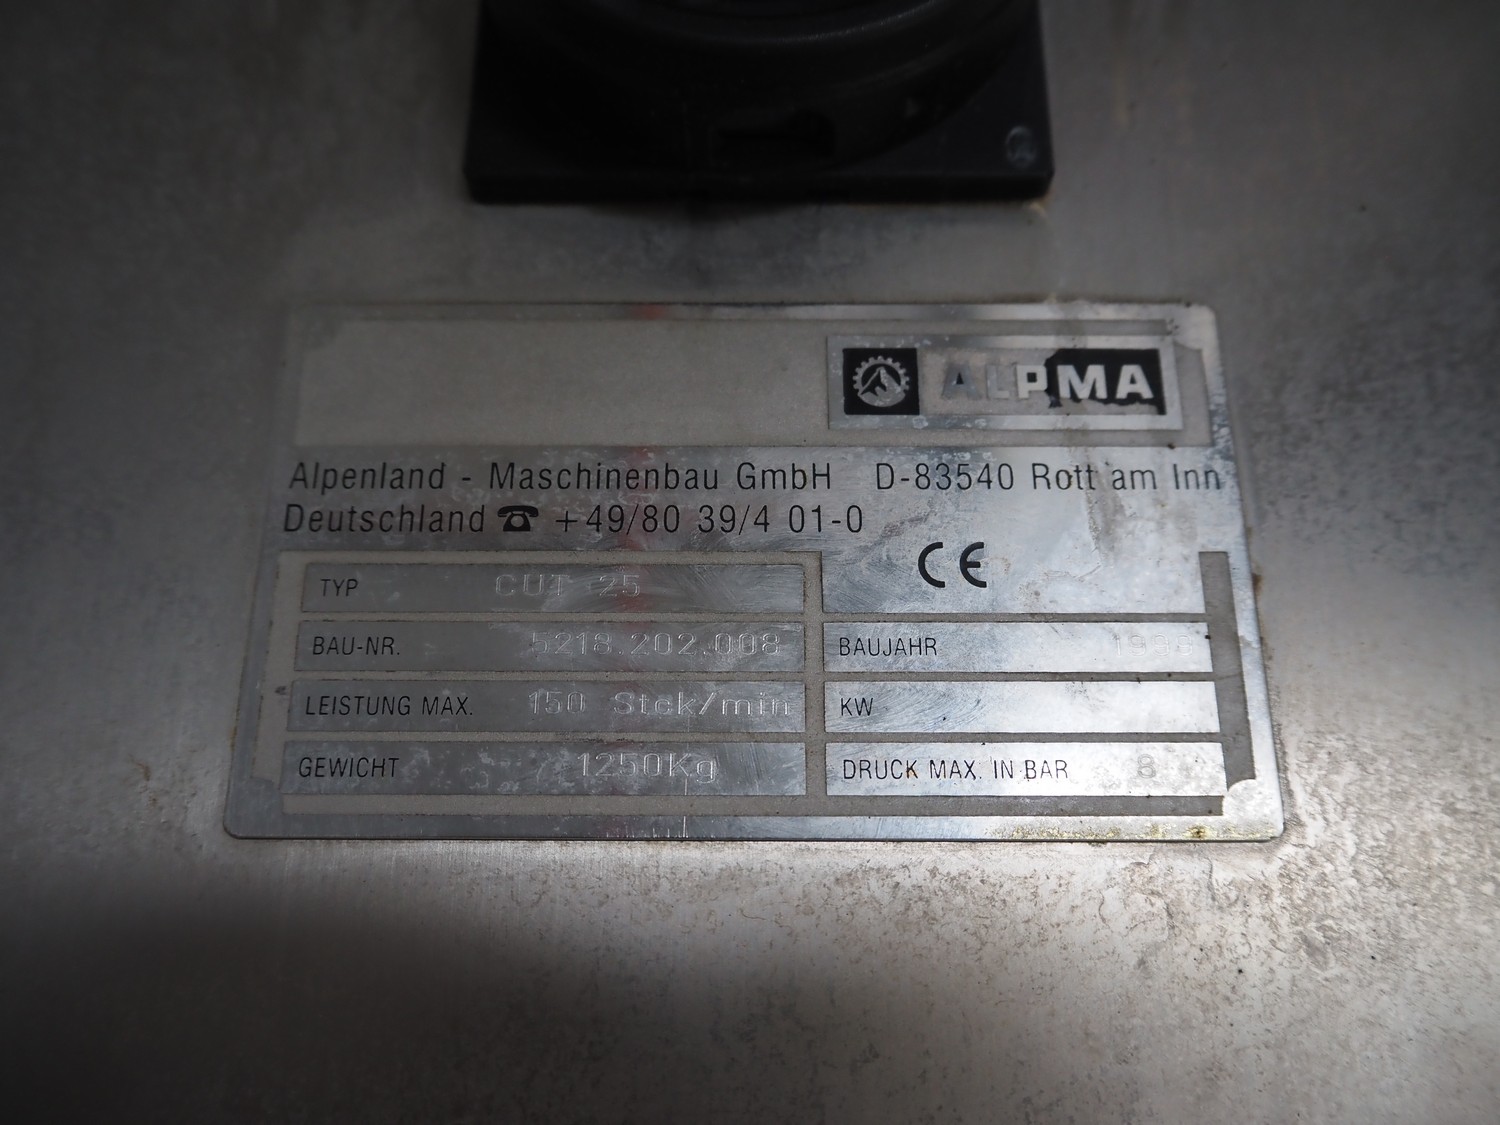 ALPMA
Alpenland - Maschinenbau GmbH D-83540 Rott am Inn
Deutschland ☎ +49/80 39/4 01-0
CE
TYP CUT 25
BAU-NR. 5218.202.008 BAUJAHR
LEISTUNG MAX. 150 Stck/min KW
GEWICHT 1250Kg DRUCK MAX. IN BAR 8